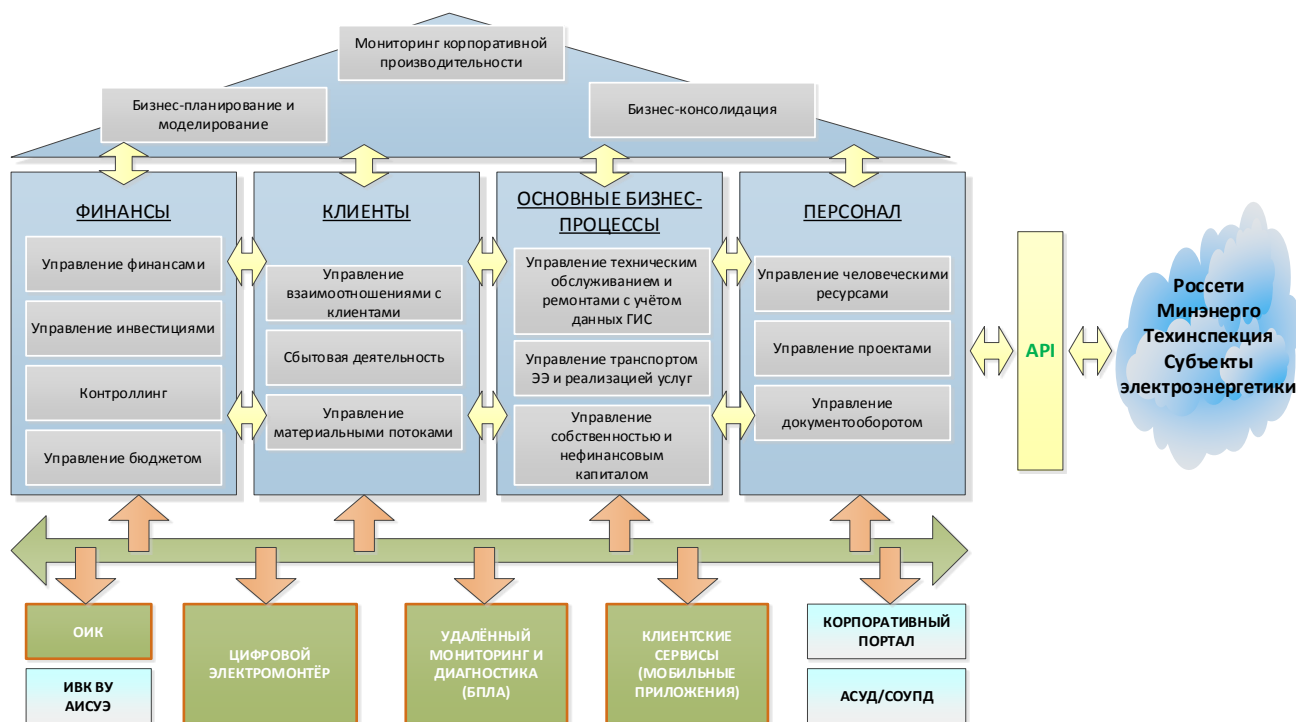 Мониторинг корпоративной
производительности
Бизнес-планирование и
моделирование
Бизнес-консолидация
ФИНАНСЫ
Управление финансами
Управление инвестициями
Контроллинг
Управление бюджетом
КЛИЕНТЫ
Управление
взаимоотношениями с
клиентами
Сбытовая деятельность
Управление
материальными потоками
ОСНОВНЫЕ БИЗНЕС-
ПРОЦЕССЫ
Управление техническим
обслуживанием и
ремонтами с учётом
данных ГИС
Управление транспортом
ЭЭ и реализацией услуг
Управление
собственностью и
нефинансовым
капиталом
ПЕРСОНАЛ
Управление человеческими
ресурсами
Управление проектами
Управление
документооборотом
API
Россети
Минэнерго
Техинспекция
Субъекты
электроэнергетики
ОИК
ИВК ВУ
АИСУЭ
ЦИФРОВОЙ
ЭЛЕКТРОМОНТЁР
УДАЛЁННЫЙ
МОНИТОРИНГ И
ДИАГНОСТИКА
(БПЛА)
КЛИЕНТСКИЕ
СЕРВИСЫ
(МОБИЛЬНЫЕ
ПРИЛОЖЕНИЯ)
КОРПОРАТИВНЫЙ
ПОРТАЛ
АСУД/СОУПД